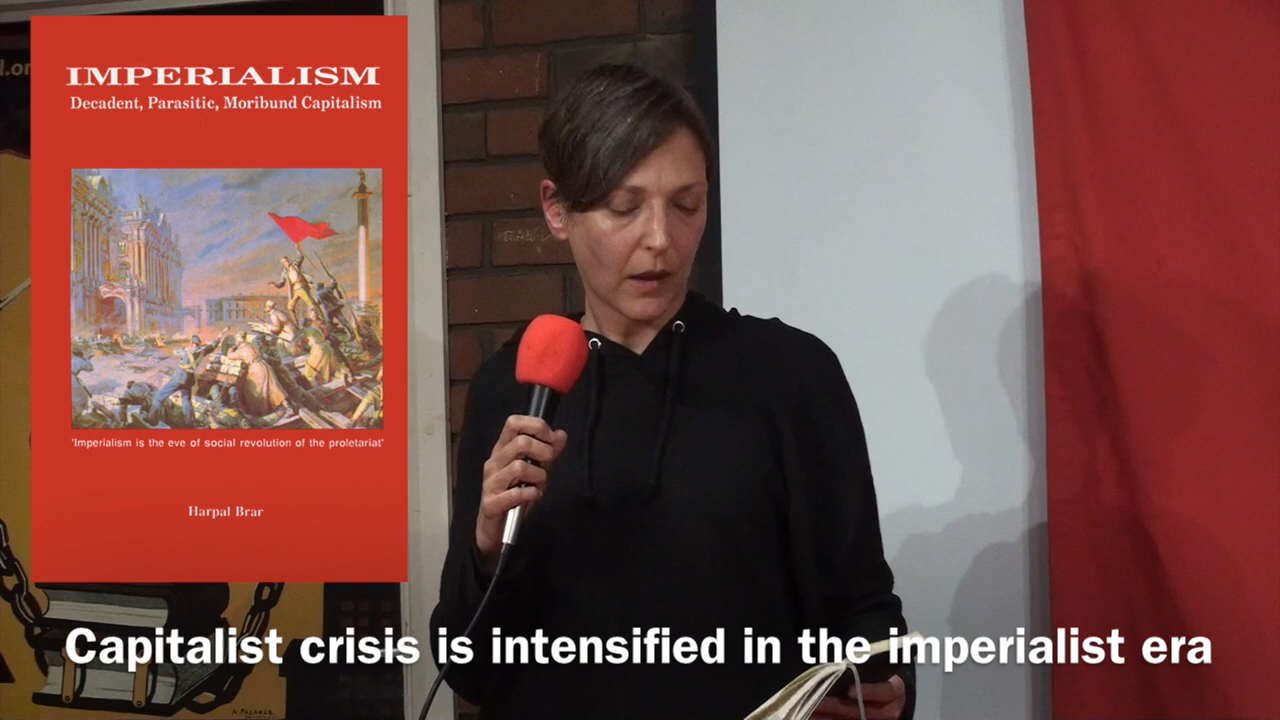 IMPERIALISM
Decadent, Parasitic, Moribund Capitalism
'Imperialism is the eve of social revolution of the proletariat'
Harpal Brar
Capitalist crisis is intensified in the imperialist era